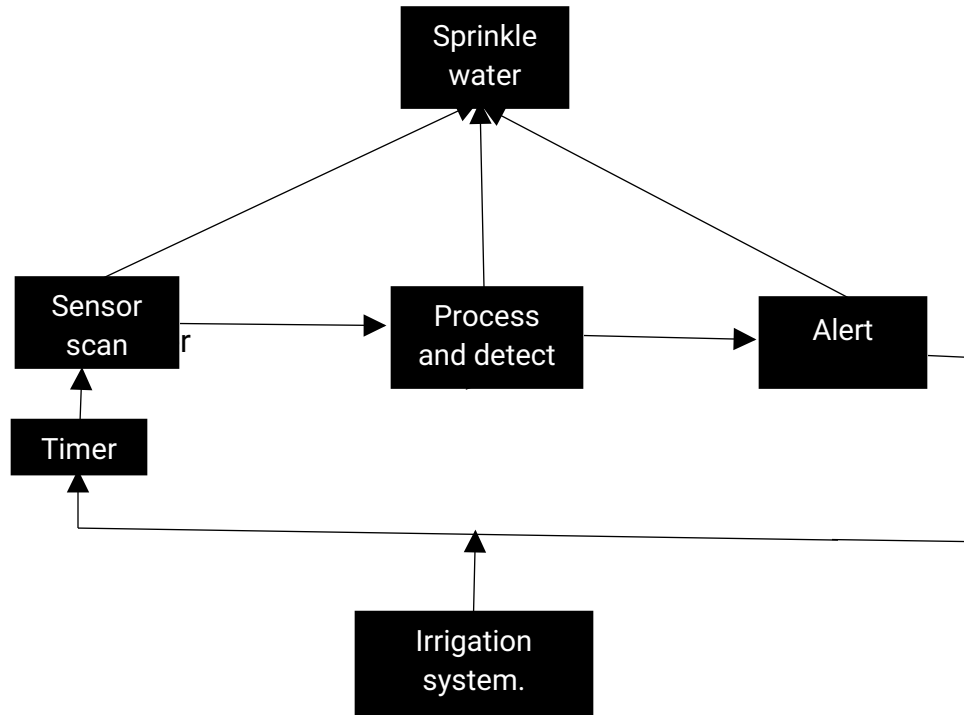 Sprinkle
water
Sensor
scan
r
Process
and detect
Alert
Timer
Irrigation
system.